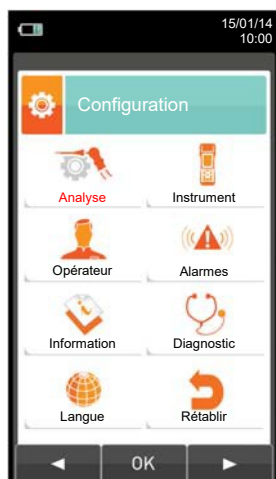 15/01/14
10:00
Configuration
Analyse
Instrument
Opérateur
Alarmes
Information
Diagnostic
Langue
Rétablir
OK